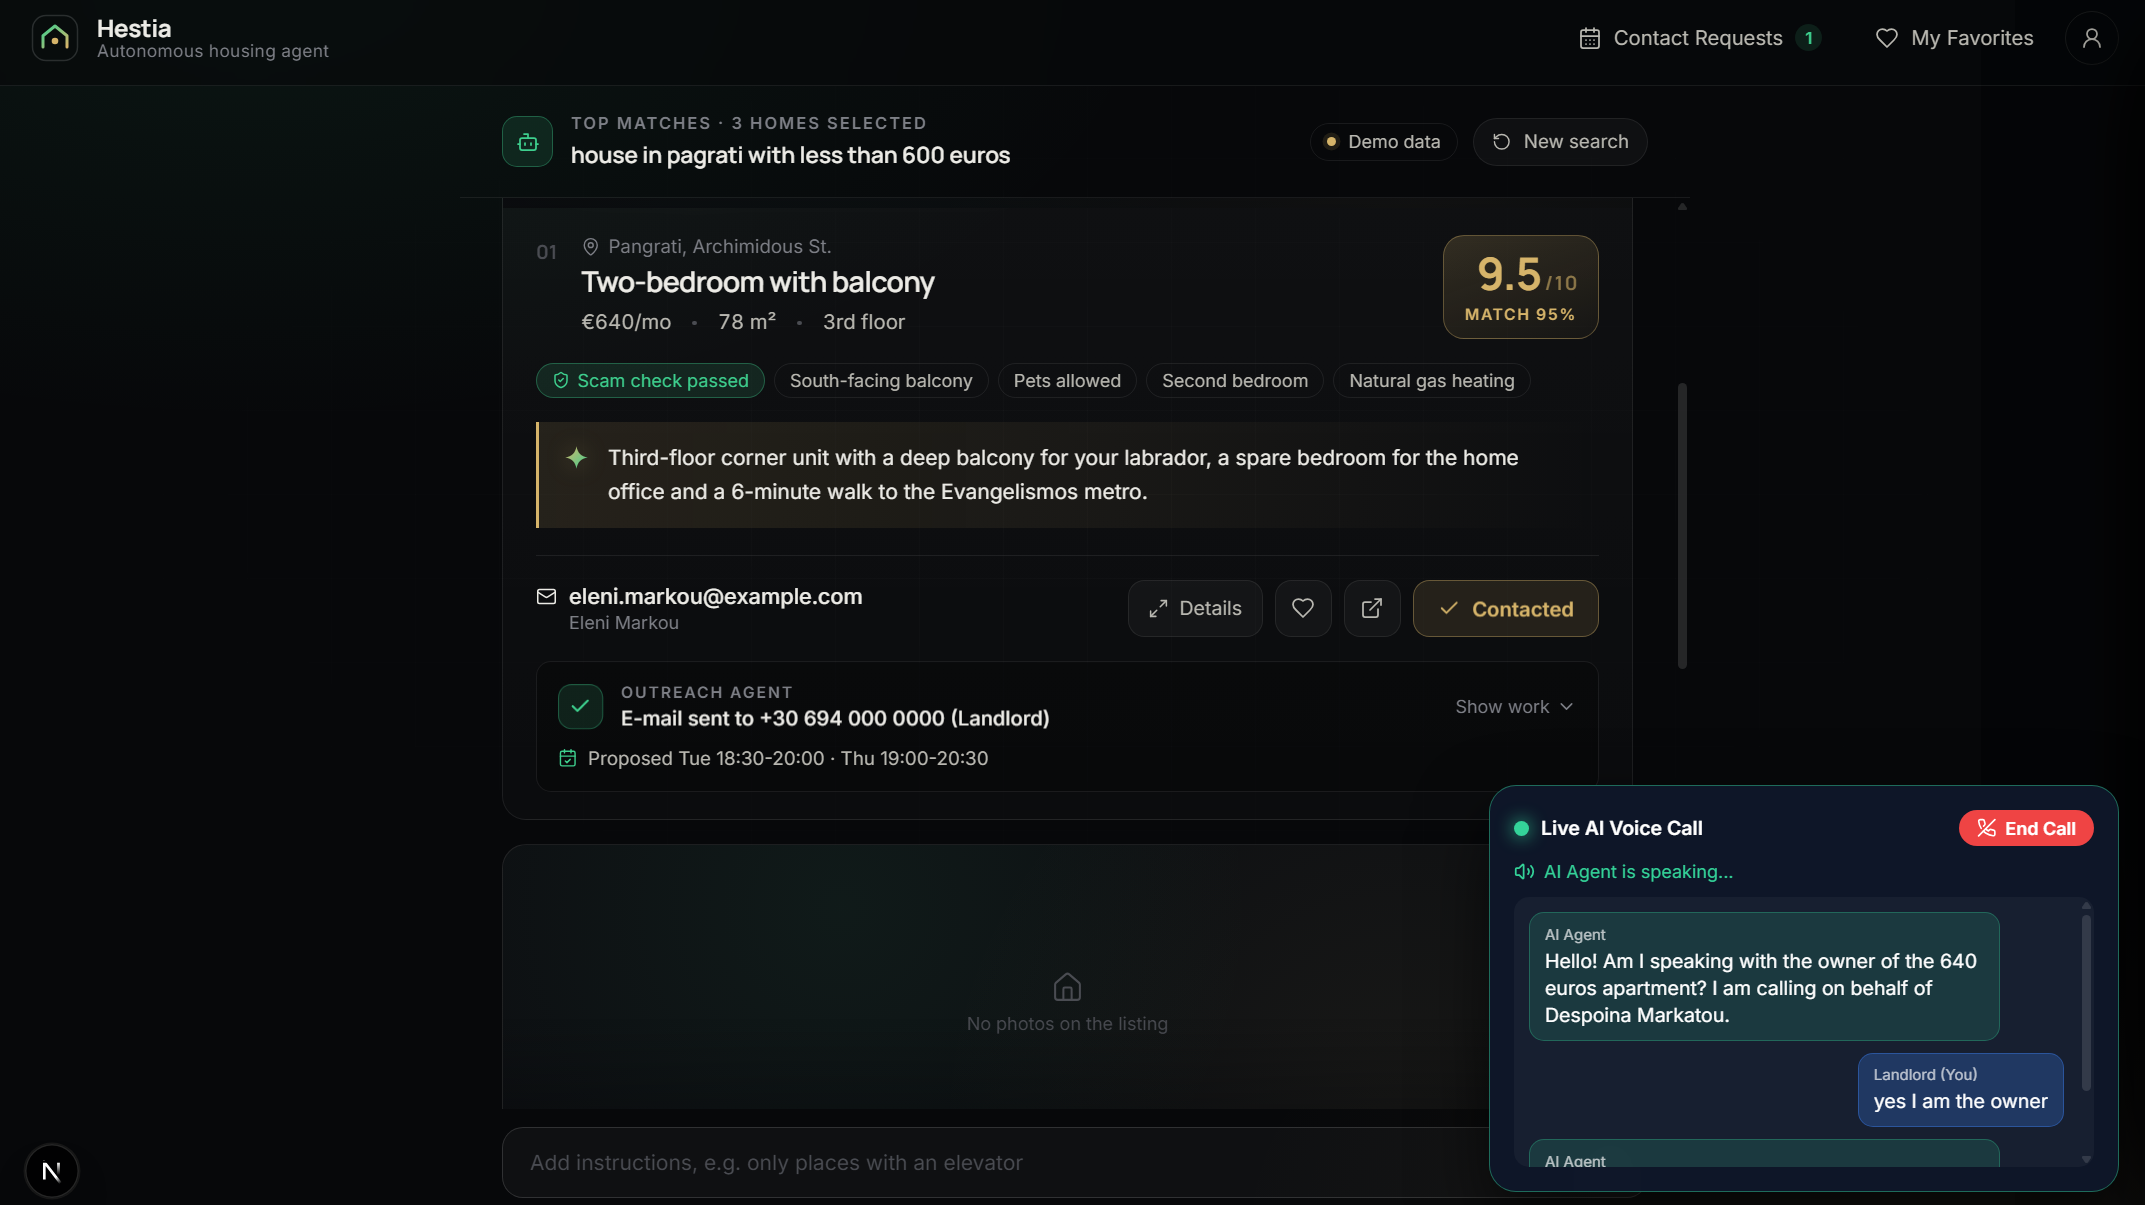 Hestia
Autonomous housing agent
Contact Requests 1
My Favorites
TOP MATCHES · 3 HOMES SELECTED
house in pagrati with less than 600 euros
Demo data
New search
01
Pangrati, Archimidous St.
Two-bedroom with balcony
€640/mo • 78 m² • 3rd floor
9.5/10
MATCH 95%
Scam check passed
South-facing balcony
Pets allowed
Second bedroom
Natural gas heating
Third-floor corner unit with a deep balcony for your labrador, a spare bedroom for the home
office and a 6-minute walk to the Evangelismos metro.
eleni.markou@example.com
Eleni Markou
Details
Contacted
OUTREACH AGENT
E-mail sent to +30 694 000 0000 (Landlord)
Show work
Proposed Tue 18:30-20:00 · Thu 19:00-20:30
No photos on the listing
Add instructions, e.g. only places with an elevator
Live AI Voice Call
End Call
AI Agent is speaking...
AI Agent
Hello! Am I speaking with the owner of the 640
euros apartment? I am calling on behalf of
Despoina Markatou.
Landlord (You)
yes I am the owner
AI Agent
N